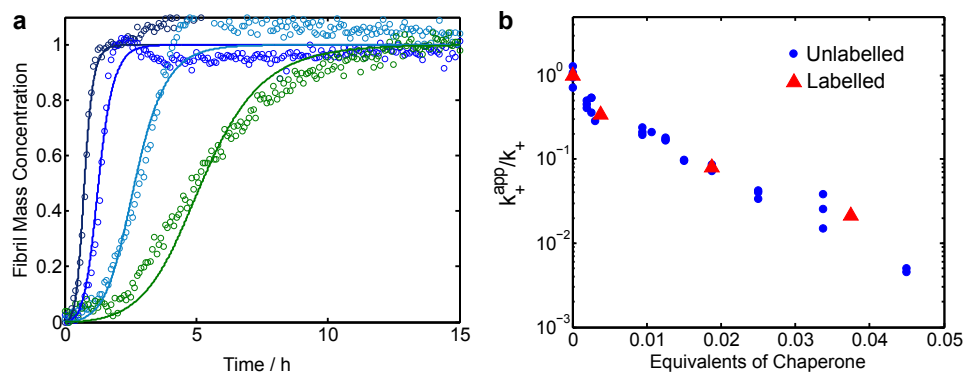 a
Fibril Mass Concentration
1
0.8
0.6
0.4
0.2
0
0
5
10
15
Time / h
b
k₊ᵃᵖᵖ/k₊
10⁰
10⁻¹
10⁻²
10⁻³
Unlabelled
Labelled
0
0.01
0.02
0.03
0.04
0.05
Equivalents of Chaperone